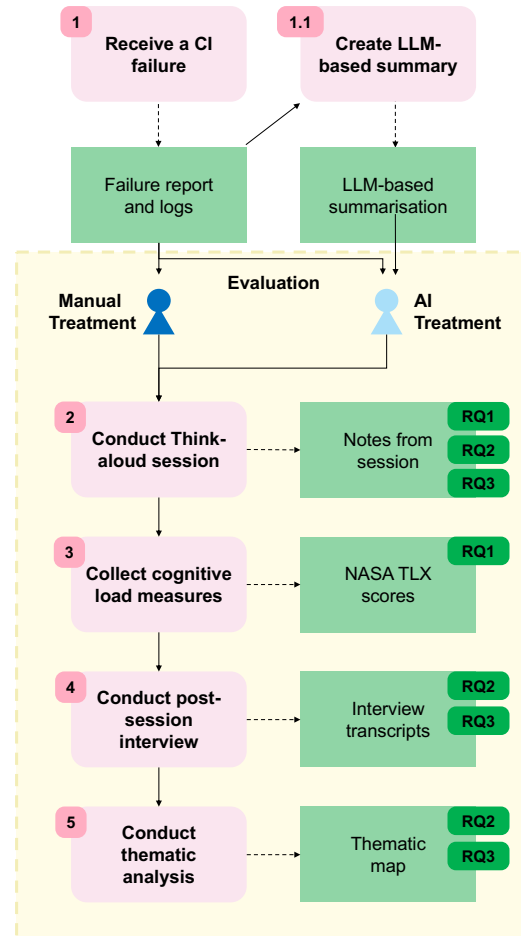 1
Receive a CI
failure
1.1
Create LLM-
based summary
Failure report
and logs
LLM-based
summarisation
Evaluation
Manual
Treatment
AI
Treatment
2
Conduct Think-
aloud session
Notes from
session
RQ1
RQ2
RQ3
3
Collect cognitive
load measures
NASA TLX
scores
RQ1
4
Conduct post-
session
interview
Interview
transcripts
RQ2
RQ3
5
Conduct
thematic
analysis
Thematic
map
RQ2
RQ3